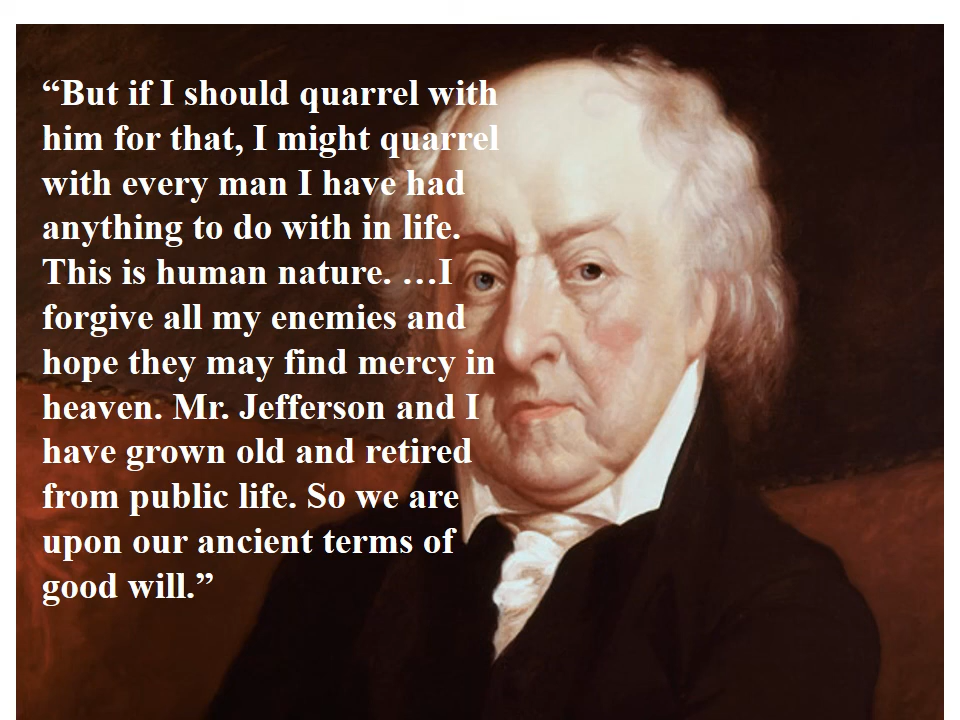 “But if I should quarrel with
him for that, I might quarrel
with every man I have had
anything to do with in life.
This is human nature. …I
forgive all my enemies and
hope they may find mercy in
heaven. Mr. Jefferson and I
have grown old and retired
from public life. So we are
upon our ancient terms of
good will.”